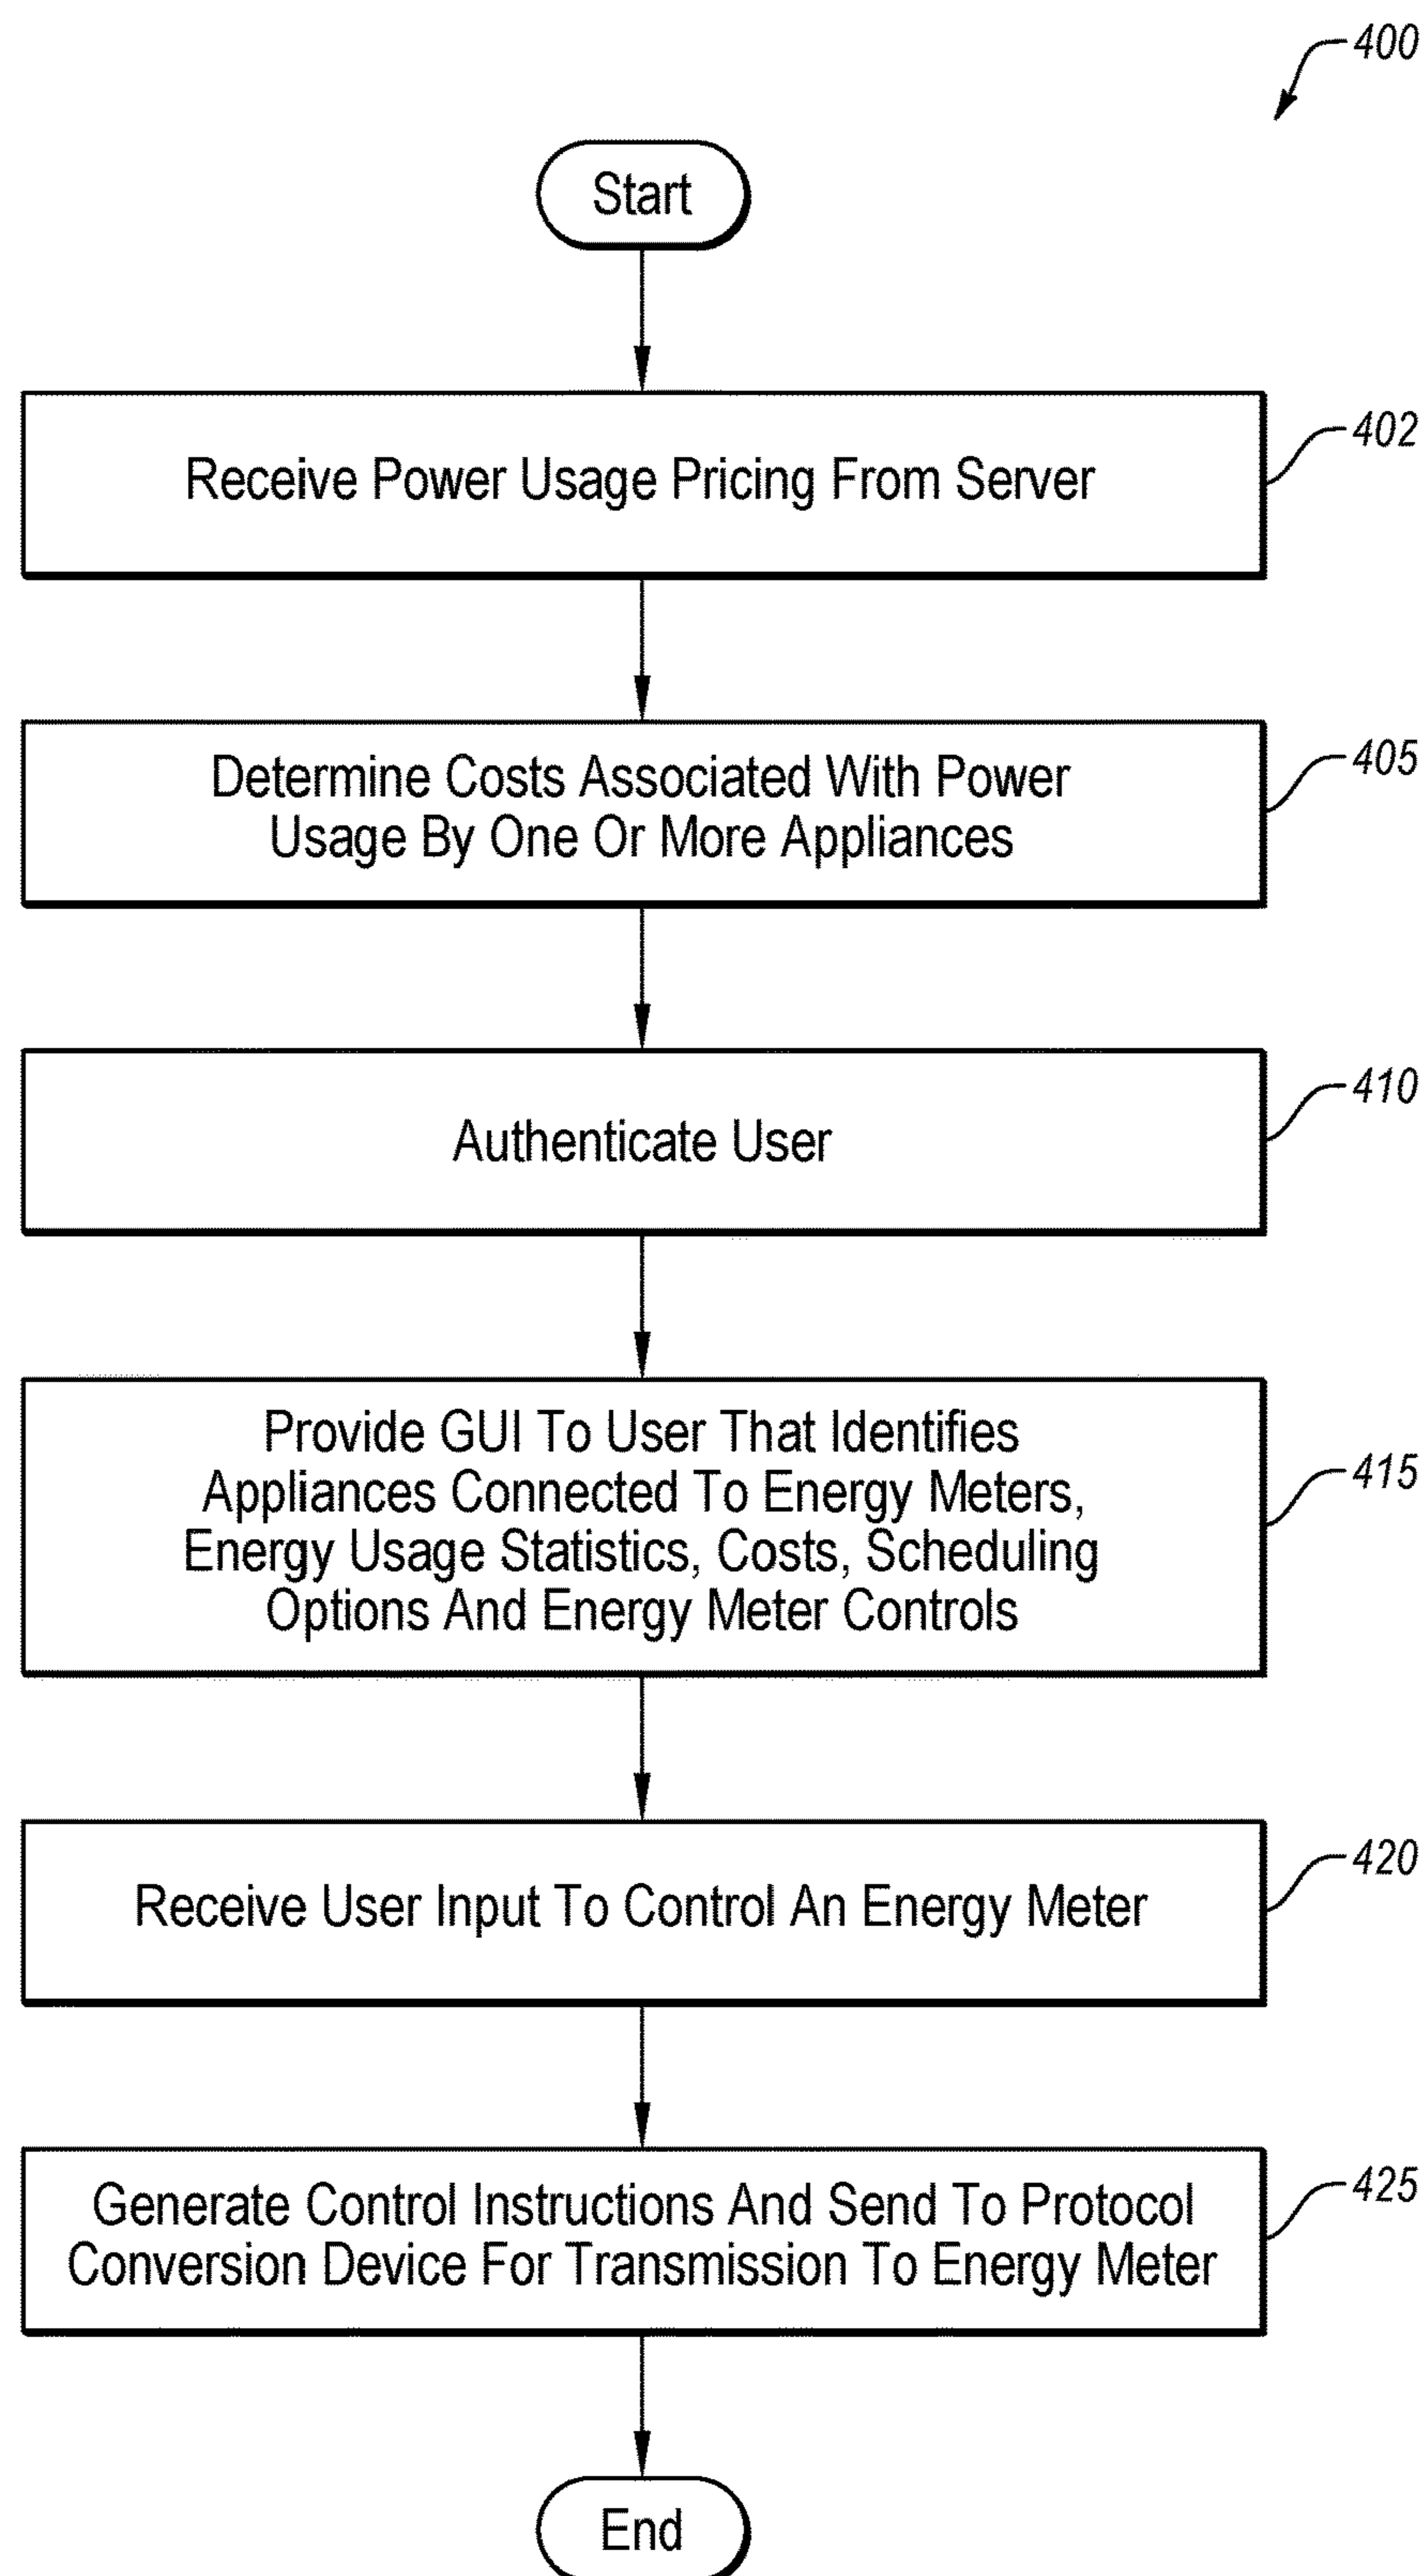 400
Start
Receive Power Usage Pricing From Server
402
Determine Costs Associated With Power
Usage By One Or More Appliances
405
Authenticate User
410
Provide GUI To User That Identifies
Appliances Connected To Energy Meters,
Energy Usage Statistics, Costs, Scheduling
Options And Energy Meter Controls
415
Receive User Input To Control An Energy Meter
420
Generate Control Instructions And Send To Protocol
Conversion Device For Transmission To Energy Meter
425
End